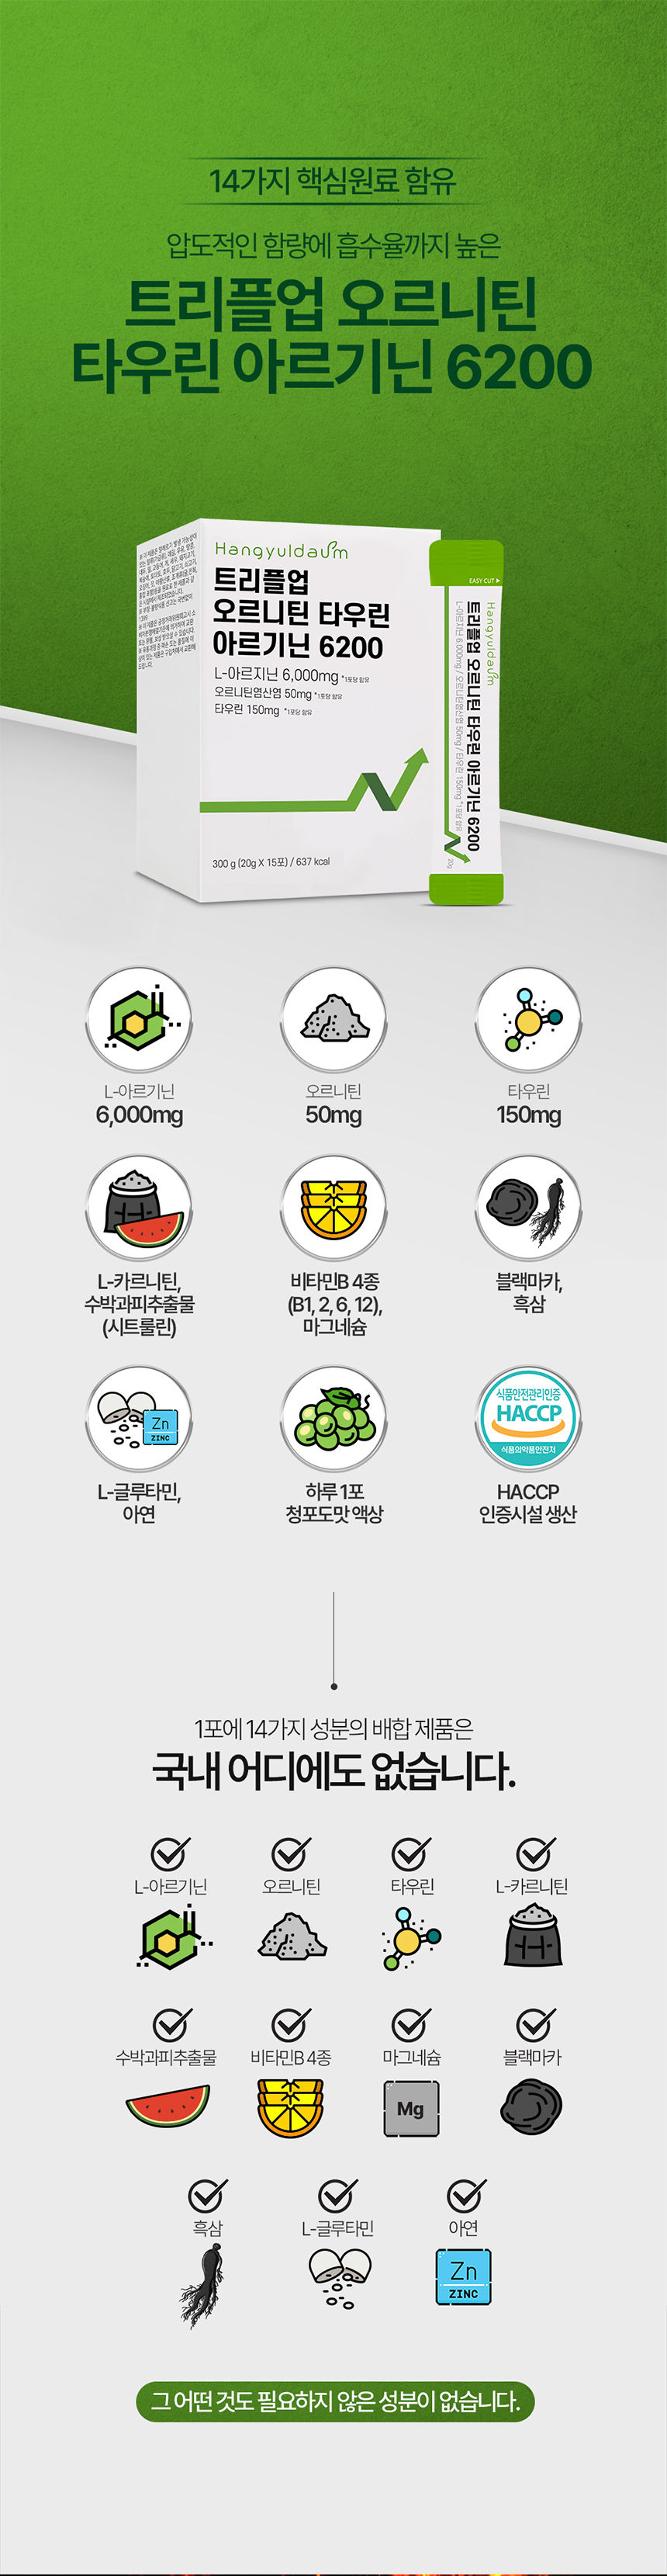 14가지 핵심원료 함유
압도적인 함량에 흡수율까지 높은
트리플업 오르니틴
타우린 아르기닌 6200
Hangyuldaum
트리플업
오르니틴 타우린
아르기닌 6200
L-아르지닌 6,000mg *1포당 함유
오르니틴염산염 50mg *1포당 함유
타우린 150mg *1포당 함유
300 g (20g X 15포) / 637 kcal
EASY CUT
Hangyuldaum
트리플업 오르니틴 타우린 아르기닌 6200
L-아르지닌 6,000mg / 오르니틴염산염 50mg / 타우린 150mg *1포당 함유
20g
L-아르기닌
6,000mg
오르니틴
50mg
타우린
150mg
L-카르니틴,
수박과피추출물
(시트룰린)
비타민B 4종
(B1, 2, 6, 12),
마그네슘
블랙마카,
흑삼
Zn
ZINC
L-글루타민,
아연
하루 1포
청포도맛 액상
식품안전관리인증
HACCP
식품의약품안전처
HACCP
인증시설 생산
1포에 14가지 성분의 배합 제품은
국내 어디에도 없습니다.
L-아르기닌
오르니틴
타우린
L-카르니틴
수박과피추출물
비타민B 4종
마그네슘
Mg
블랙마카
흑삼
L-글루타민
아연
Zn
ZINC
그 어떤 것도 필요하지 않은 성분이 없습니다.